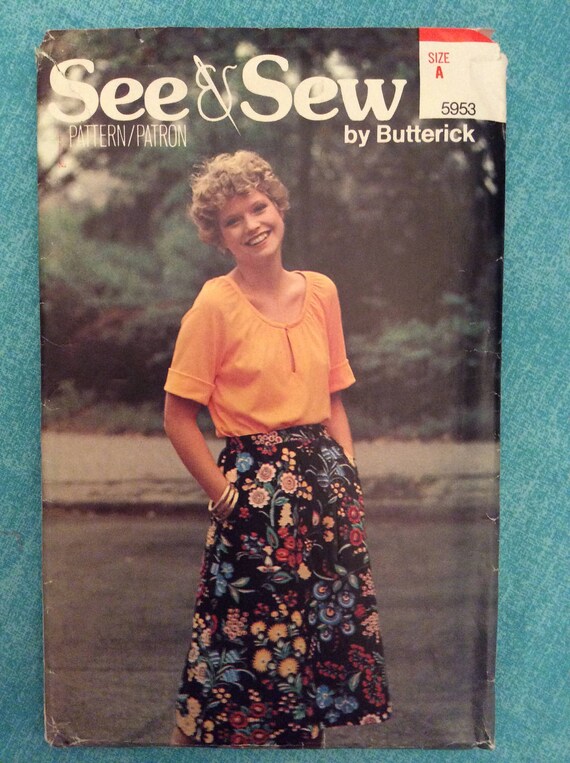 See & Sew
PATTERN/PATRON
by Butterick
SIZE
A
5953